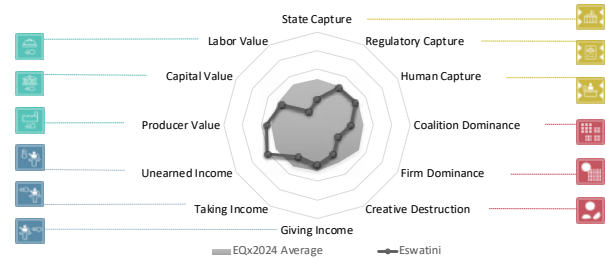 State Capture
Labor Value
Regulatory Capture
Capital Value
Human Capture
Producer Value
Coalition Dominance
Unearned Income
Firm Dominance
Taking Income
Creative Destruction
Giving Income
EQx2024 Average
Eswatini